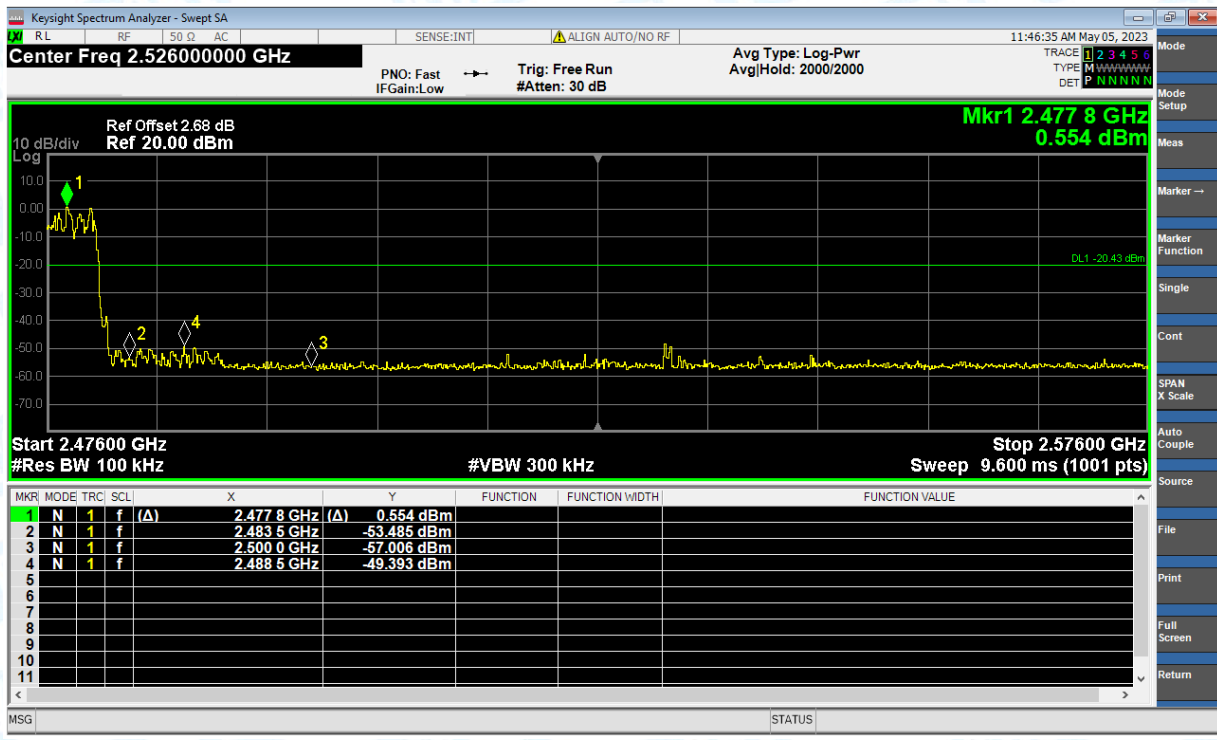 Keysight Spectrum Analyzer - Swept SA
LXI RL RF 50 Ω AC SENSE:INT ALIGN AUTO/NO RF 11:46:35 AM May 05, 2023
Center Freq 2.526000000 GHz
PNO: Fast
IFGain:Low
Trig: Free Run
#Atten: 30 dB
Avg Type: Log-Pwr
Avg|Hold: 2000/2000
TRACE 1 2 3 4 5 6
TYPE M WWWWW
DET P N N N N N
Ref Offset 2.68 dB
Ref 20.00 dBm
10 dB/div
Log
Mkr1 2.477 8 GHz
0.554 dBm
10.0
0.00
-10.0
-20.0
-30.0
-40.0
-50.0
-60.0
-70.0
1
2
4
3
DL1 -20.43 dBm
Start 2.47600 GHz Stop 2.57600 GHz
#Res BW 100 kHz #VBW 300 kHz Sweep 9.600 ms (1001 pts)
MKR MODE TRC SCL X Y FUNCTION FUNCTION WIDTH FUNCTION VALUE
1 N 1 f (Δ) 2.477 8 GHz (Δ) 0.554 dBm
2 N 1 f 2.483 5 GHz -53.485 dBm
3 N 1 f 2.500 0 GHz -57.006 dBm
4 N 1 f 2.488 5 GHz -49.393 dBm
5
6
7
8
9
10
11
MSG STATUS
Mode
Mode
Setup
Meas
Marker →
Marker
Function
Single
Cont
SPAN
X Scale
Auto
Couple
Source
File
Print
Full
Screen
Return